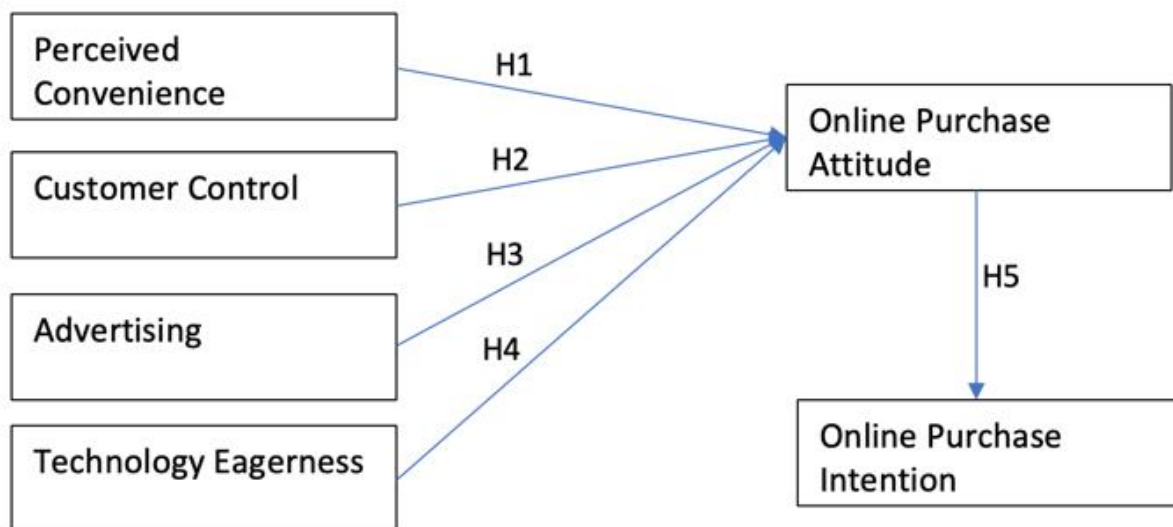 Perceived
Convenience
H1
Online Purchase
Attitude
Customer Control
H2
Advertising
H3
H4
H5
Technology Eagerness
Online Purchase
Intention